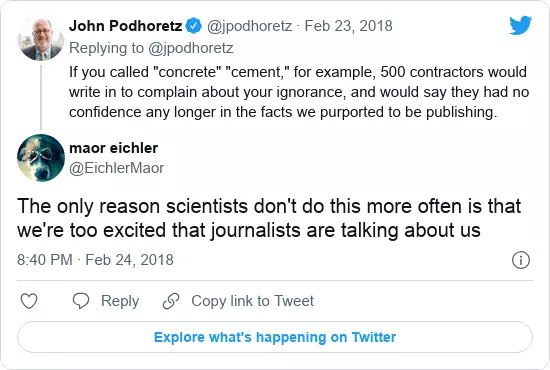 John Podhoretz @jpodhoretz · Feb 23, 2018
Replying to @jpodhoretz
If you called "concrete" "cement," for example, 500 contractors would
write in to complain about your ignorance, and would say they had no
confidence any longer in the facts we purported to be publishing.
maor eichler
@EichlerMaor
The only reason scientists don't do this more often is that
we're too excited that journalists are talking about us
8:40 PM · Feb 24, 2018
Reply Copy link to Tweet
Explore what's happening on Twitter